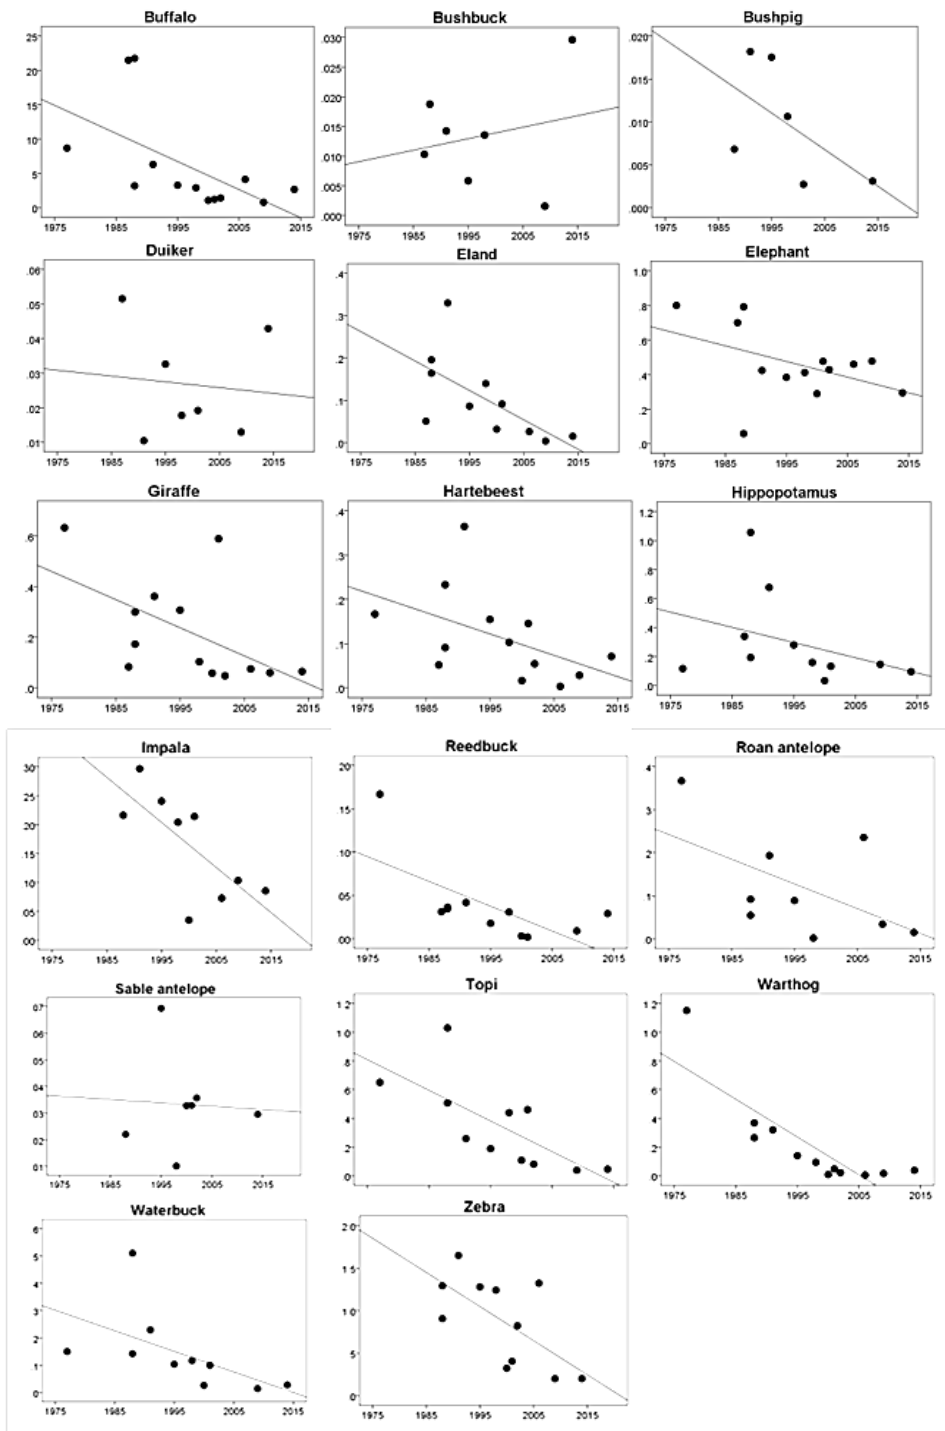 Buffalo
25
20
15
10
5
0
1975 1985 1995 2005 2015
Bushbuck
.030
.025
.020
.015
.010
.005
.000
1975 1985 1995 2005 2015
Bushpig
.020
.015
.010
.005
.000
1975 1985 1995 2005 2015
Duiker
.06
.05
.04
.03
.02
.01
1975 1985 1995 2005 2015
Eland
.4
.3
.2
.1
.0
1975 1985 1995 2005 2015
Elephant
1.0
.8
.6
.4
.2
.0
1975 1985 1995 2005 2015
Giraffe
.6
.4
.2
.0
1975 1985 1995 2005 2015
Hartebeest
.4
.3
.2
.1
.0
1975 1985 1995 2005 2015
Hippopotamus
1.2
1.0
.8
.6
.4
.2
.0
1975 1985 1995 2005 2015
Impala
30
25
20
15
10
05
00
1975 1985 1995 2005 2015
Reedbuck
20
15
10
05
00
1975 1985 1995 2005 2015
Roan antelope
4
3
2
1
0
1975 1985 1995 2005 2015
Sable antelope
07
06
05
04
03
02
01
1975 1985 1995 2005 2015
Topi
1 2
1 0
8
6
4
2
0
1975 1985 1995 2005 2015
Warthog
1 2
1 0
8
6
4
2
0
1975 1985 1995 2005 2015
Waterbuck
6
5
4
3
2
1
0
1975 1985 1995 2005 2015
Zebra
2 0
1 5
1 0
5
0
1975 1985 1995 2005 2015